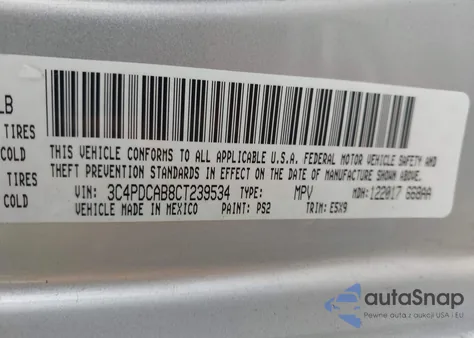 LB
TIRES
COLD
TIRES
COLD
THIS VEHICLE CONFORMS TO ALL APPLICABLE U.S.A. FEDERAL MOTOR VEHICLE SAFETY AND
THEFT PREVENTION STANDARDS IN EFFECT ON THE DATE OF MANUFACTURE SHOWN ABOVE.
VIN: 3C4PDCAB8CT239534 TYPE: MPV MDH: 122017 668AA
VEHICLE MADE IN MEXICO PAINT: PS2 TRIM: E5X9
autoSnap
Pewne auta z aukcji USA i EU